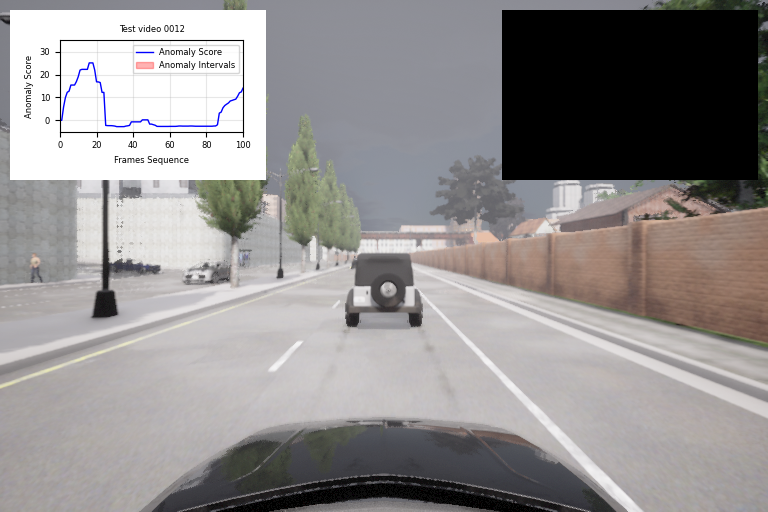 Test video 0012
Anomaly Score
Anomaly Intervals
30
20
10
0
Anomaly Score
0 20 40 60 80 100
Frames Sequence